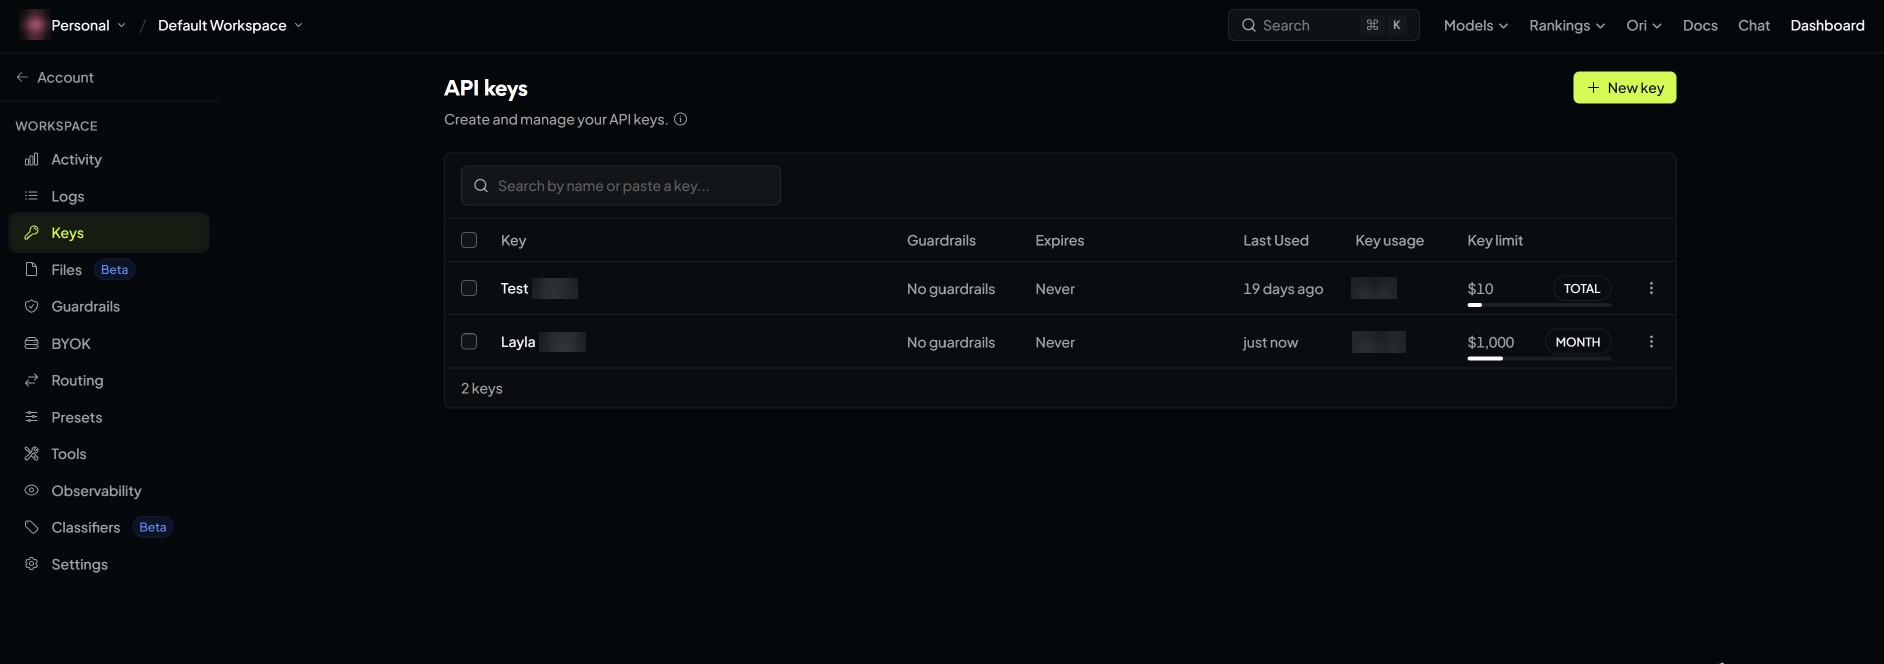 Personal / Default Workspace
Search ⌘ K Models Rankings Ori Docs Chat Dashboard
Account
WORKSPACE
Activity
Logs
Keys
Files Beta
Guardrails
BYOK
Routing
Presets
Tools
Observability
Classifiers Beta
Settings
API keys
New key
Create and manage your API keys.
Search by name or paste a key...
Key Guardrails Expires Last Used Key usage Key limit
Test No guardrails Never 19 days ago $10 TOTAL
Layla No guardrails Never just now $1,000 MONTH
2 keys